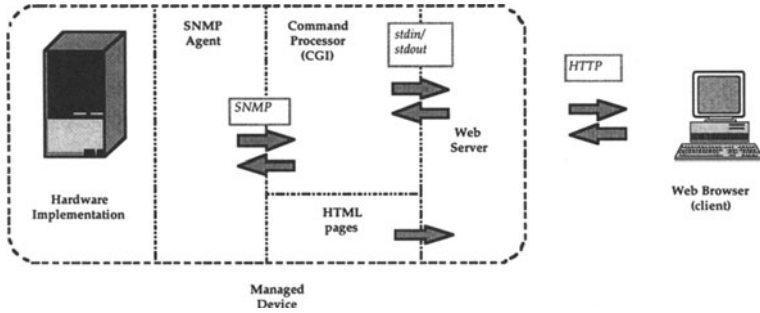 SNMP
Agent
Command
Processor
(CGI)
stdin/
stdout
HTTP
SNMP
Web
Server
Hardware
Implementation
HTML
pages
Web Browser
(client)
Managed
Device